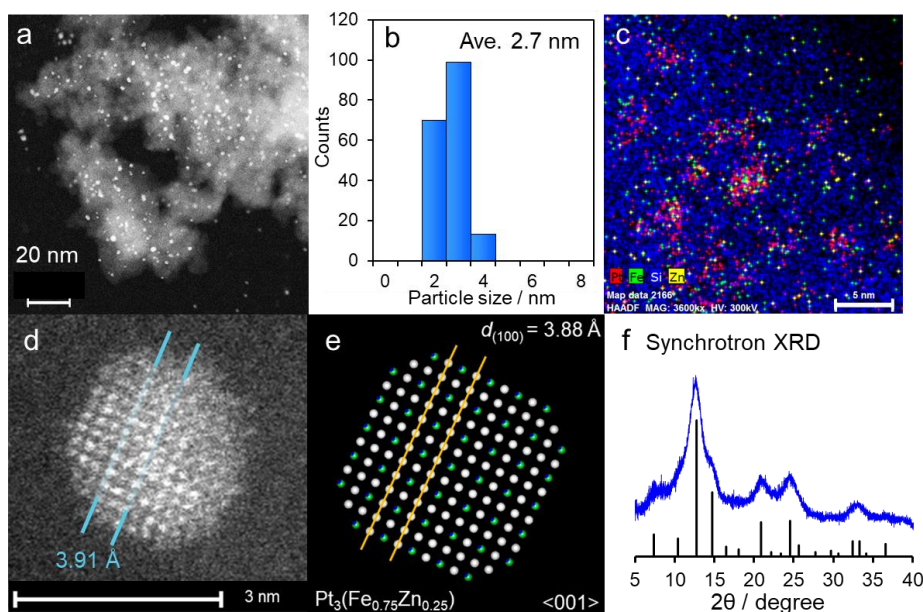 a
20 nm
b
Ave. 2.7 nm
Counts
120
100
80
60
40
20
0
0 2 4 6 8
Particle size / nm
c
Pt Fe Si Zn
Map data 2166
HAADF MAG: 3600kx HV: 300kV
5 nm
d
3.91 Å
3 nm
e
d(100) = 3.88 Å
Pt3(Fe0.75Zn0.25)
<001>
f Synchrotron XRD
5 10 15 20 25 30 35 40
2θ / degree